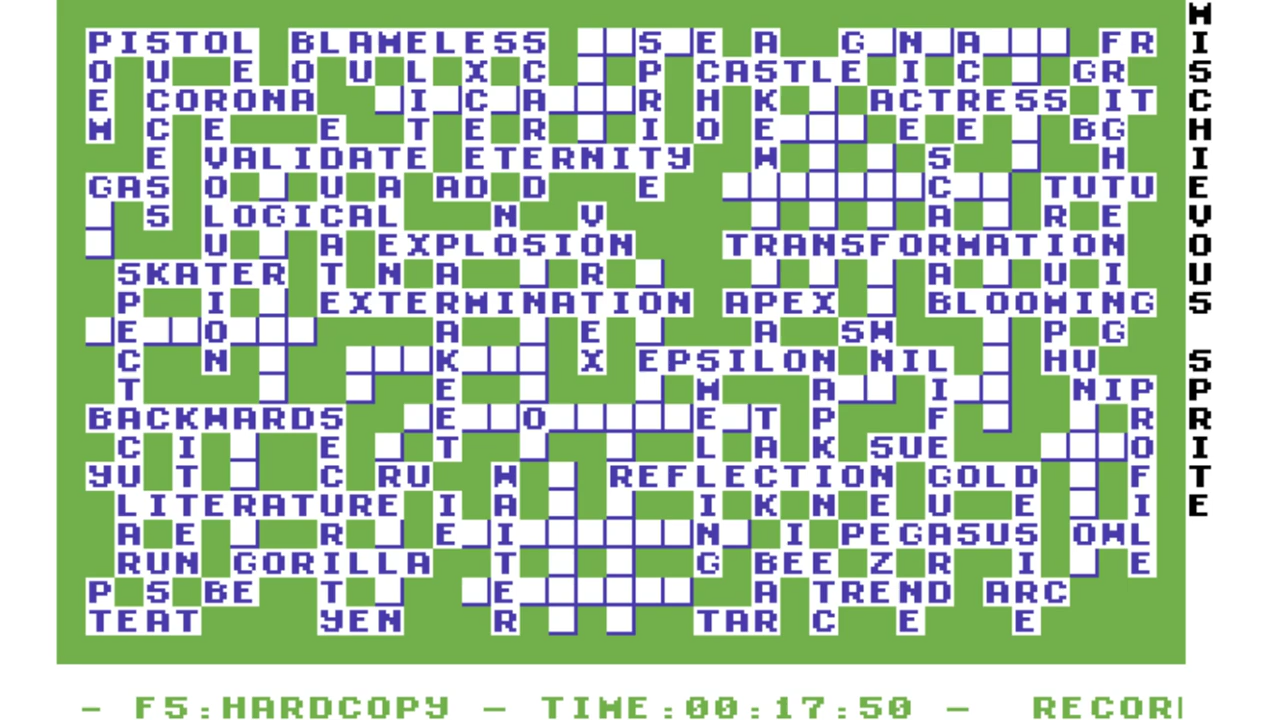 PISTOL BLAMELESS S E A G N A FR
O U E O U L X C P CASTLE I C GR
E CORONA I C A R H K ACTRESS IT
M C E E T E R I O E E E BG
E VALIDATE ETERNITY W S H
GAS O U A AD D E C TUTU
S LOGICAL N V A R E
U A EXPLOSION TRANSFORMATION
SKATER T N A R A U I
P I EXTERMINATION APEX BLOOMING
E O A E A SW P G
C N K X EPSILON NIL HU
T E M A I NIP
BACKWARDS E O E T P F R
C I E T L A K SUE O
YU T C RU W REFLECTION GOLD F
LITERATURE I A I K N E U E I
A E R E I N I PEGASUS OWL
RUN GORILLA T G BEE Z R I E
P S BE T E A TREND ARC
TEAT YEN R TAR C E E
MISCHIEVOUS SPRITE
- F5:HARDCOPY - TIME:00:17:50 - RECOR